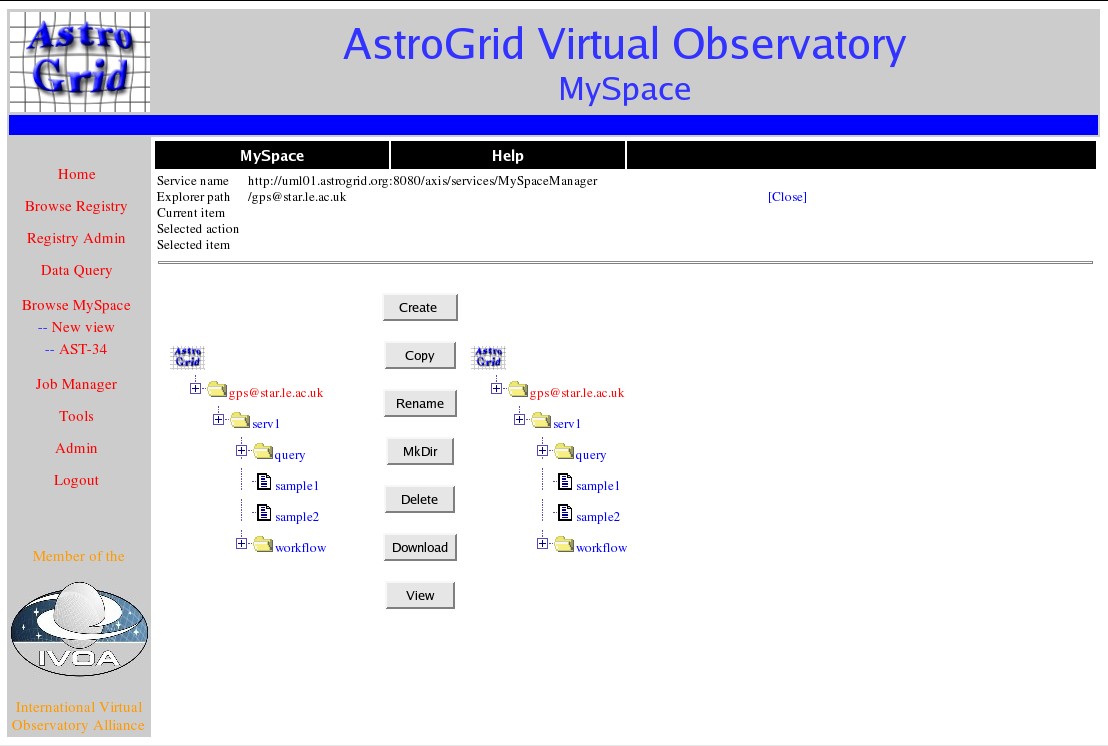 Astro
Grid
AstroGrid Virtual Observatory
MySpace
MySpace Help
Service name http://uml01.astrogrid.org:8080/axis/services/MySpaceManager
Explorer path /gps@star.le.ac.uk [Close]
Current item
Selected action
Selected item
Home
Browse Registry
Registry Admin
Data Query
Browse MySpace
-- New view
-- AST-34
Job Manager
Tools
Admin
Logout
Member of the
IVOA
International Virtual
Observatory Alliance
Astro
Grid
gps@star.le.ac.uk
serv1
query
sample1
sample2
workflow
Create
Copy
Rename
MkDir
Delete
Download
View
Astro
Grid
gps@star.le.ac.uk
serv1
query
sample1
sample2
workflow